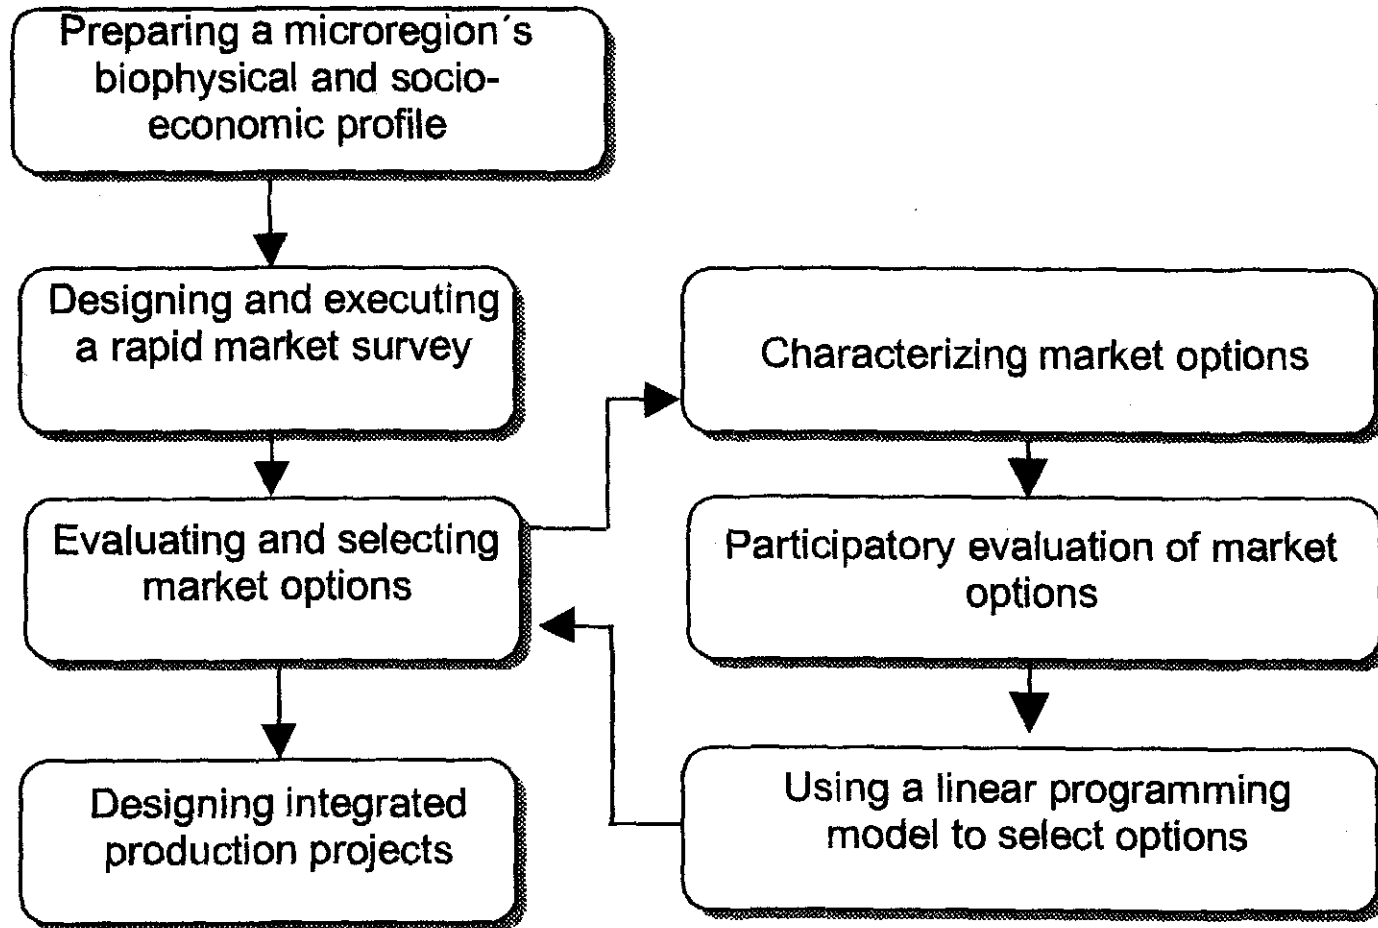 Preparing a microregion´s
biophysical and socio-
economic profile
Designing and executing
a rapid market survey
Evaluating and selecting
market options
Designing integrated
production projects
Characterizing market options
Participatory evaluation of market
options
Using a linear programming
model to select options